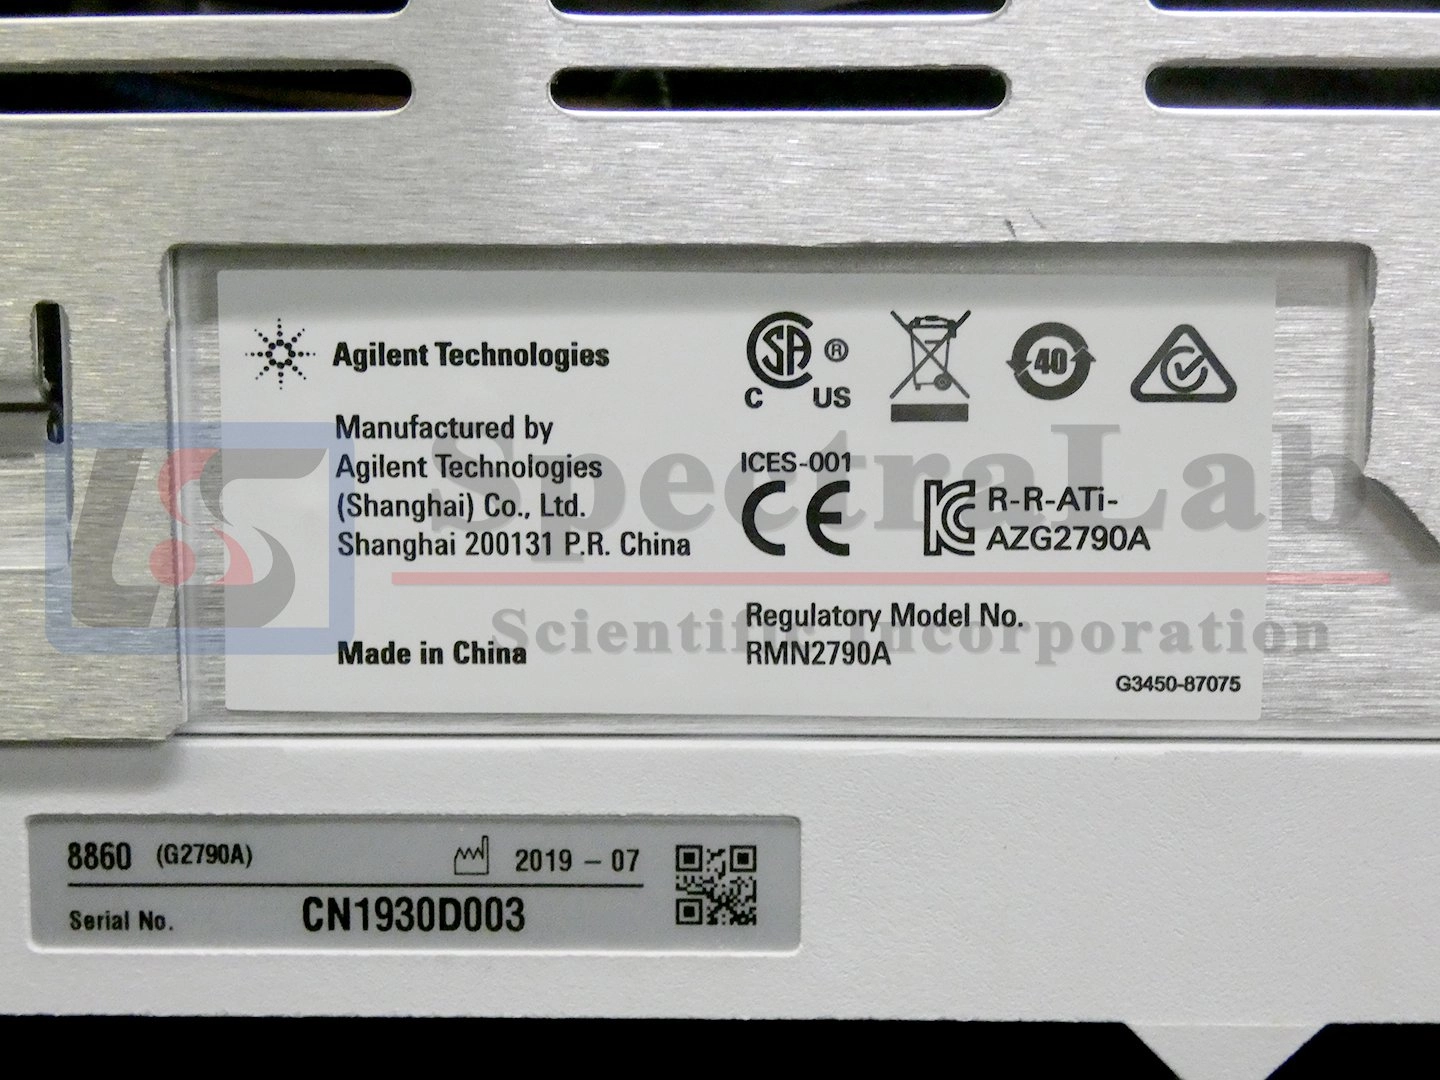 Agilent Technologies
Manufactured by
Agilent Technologies
(Shanghai) Co., Ltd.
Shanghai 200131 P.R. China
Made in China
CSA ®
C US
40
ICES-001
CE
R-R-ATi-
AZG2790A
Regulatory Model No.
RMN2790A
G3450-87075
LS
SpectraLab
Scientific Incorporation
8860 (G2790A) 2019 – 07
Serial No. CN1930D003